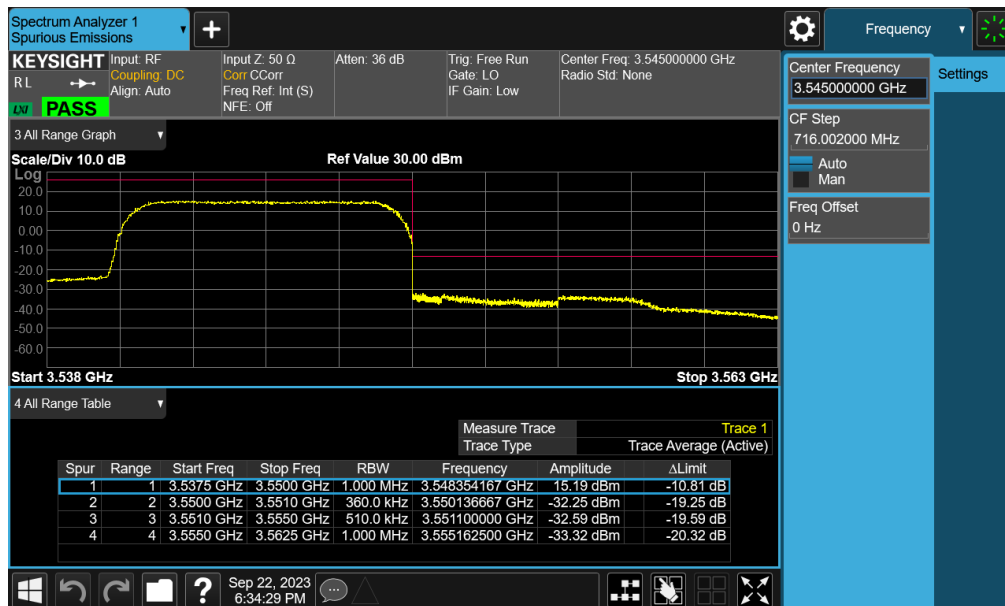 Spectrum Analyzer 1
Spurious Emissions
Frequency
KEYSIGHT
R L
LXI
PASS
Input: RF
Coupling: DC
Align: Auto
Input Z: 50 Ω
Corr CCorr
Freq Ref: Int (S)
NFE: Off
Atten: 36 dB
Trig: Free Run
Gate: LO
IF Gain: Low
Center Freq: 3.545000000 GHz
Radio Std: None
Center Frequency
3.545000000 GHz
Settings
CF Step
716.002000 MHz
Auto
Man
Freq Offset
0 Hz
3 All Range Graph
Scale/Div 10.0 dB
Ref Value 30.00 dBm
Log
20.0
10.0
0.00
-10.0
-20.0
-30.0
-40.0
-50.0
-60.0
Start 3.538 GHz
Stop 3.563 GHz
4 All Range Table
Measure Trace Trace 1
Trace Type Trace Average (Active)
Spur Range Start Freq Stop Freq RBW Frequency Amplitude ΔLimit
1 1 3.5375 GHz 3.5500 GHz 1.000 MHz 3.548354167 GHz 15.19 dBm -10.81 dB
2 2 3.5500 GHz 3.5510 GHz 360.0 kHz 3.550136667 GHz -32.25 dBm -19.25 dB
3 3 3.5510 GHz 3.5550 GHz 510.0 kHz 3.551100000 GHz -32.59 dBm -19.59 dB
4 4 3.5550 GHz 3.5625 GHz 1.000 MHz 3.555162500 GHz -33.32 dBm -20.32 dB
?
Sep 22, 2023
6:34:29 PM